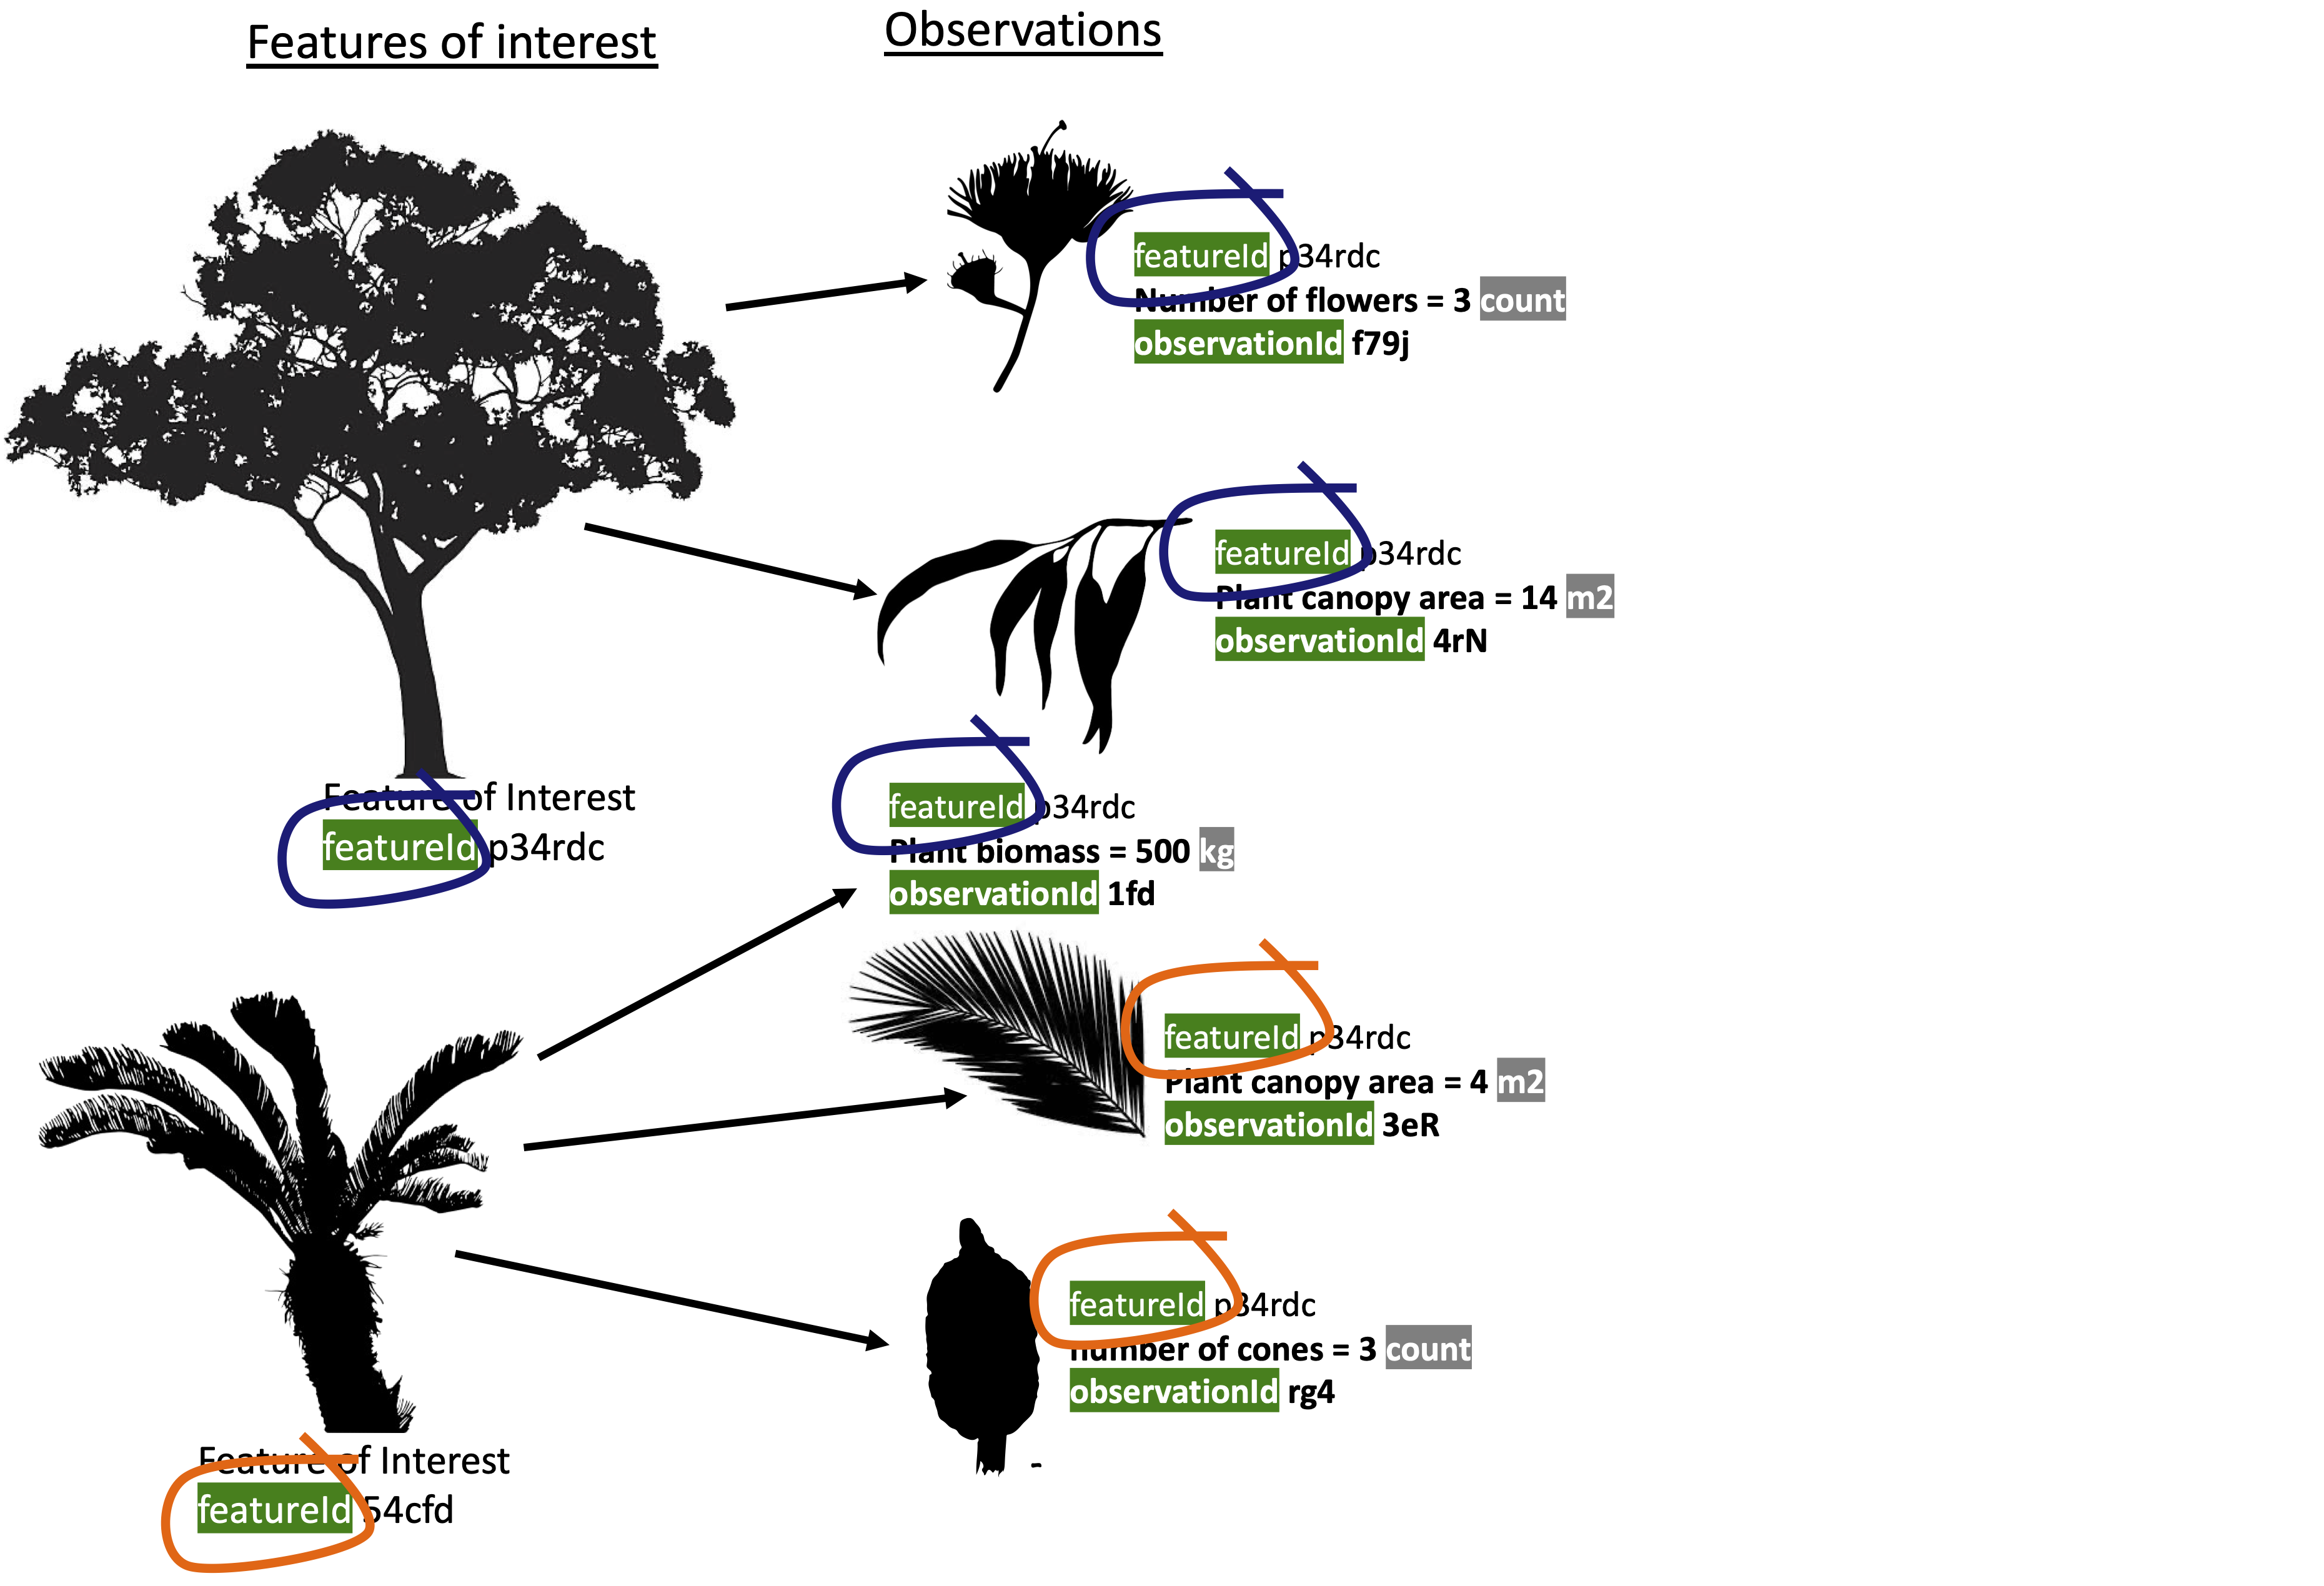 Features of interest
Observations
featureId p34rdc
Number of flowers = 3 count
observationId f79j
featureId p34rdc
Plant canopy area = 14 m2
observationId 4rN
Feature of Interest
featureId p34rdc
featureId p34rdc
Plant biomass = 500 kg
observationId 1fd
featureId p34rdc
Plant canopy area = 4 m2
observationId 3eR
featureId p34rdc
number of cones = 3 count
observationId rg4
Feature of Interest
featureId 54cfd